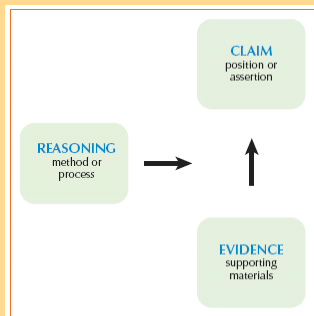 CLAIM
position or
assertion
REASONING
method or
process
EVIDENCE
supporting
materials